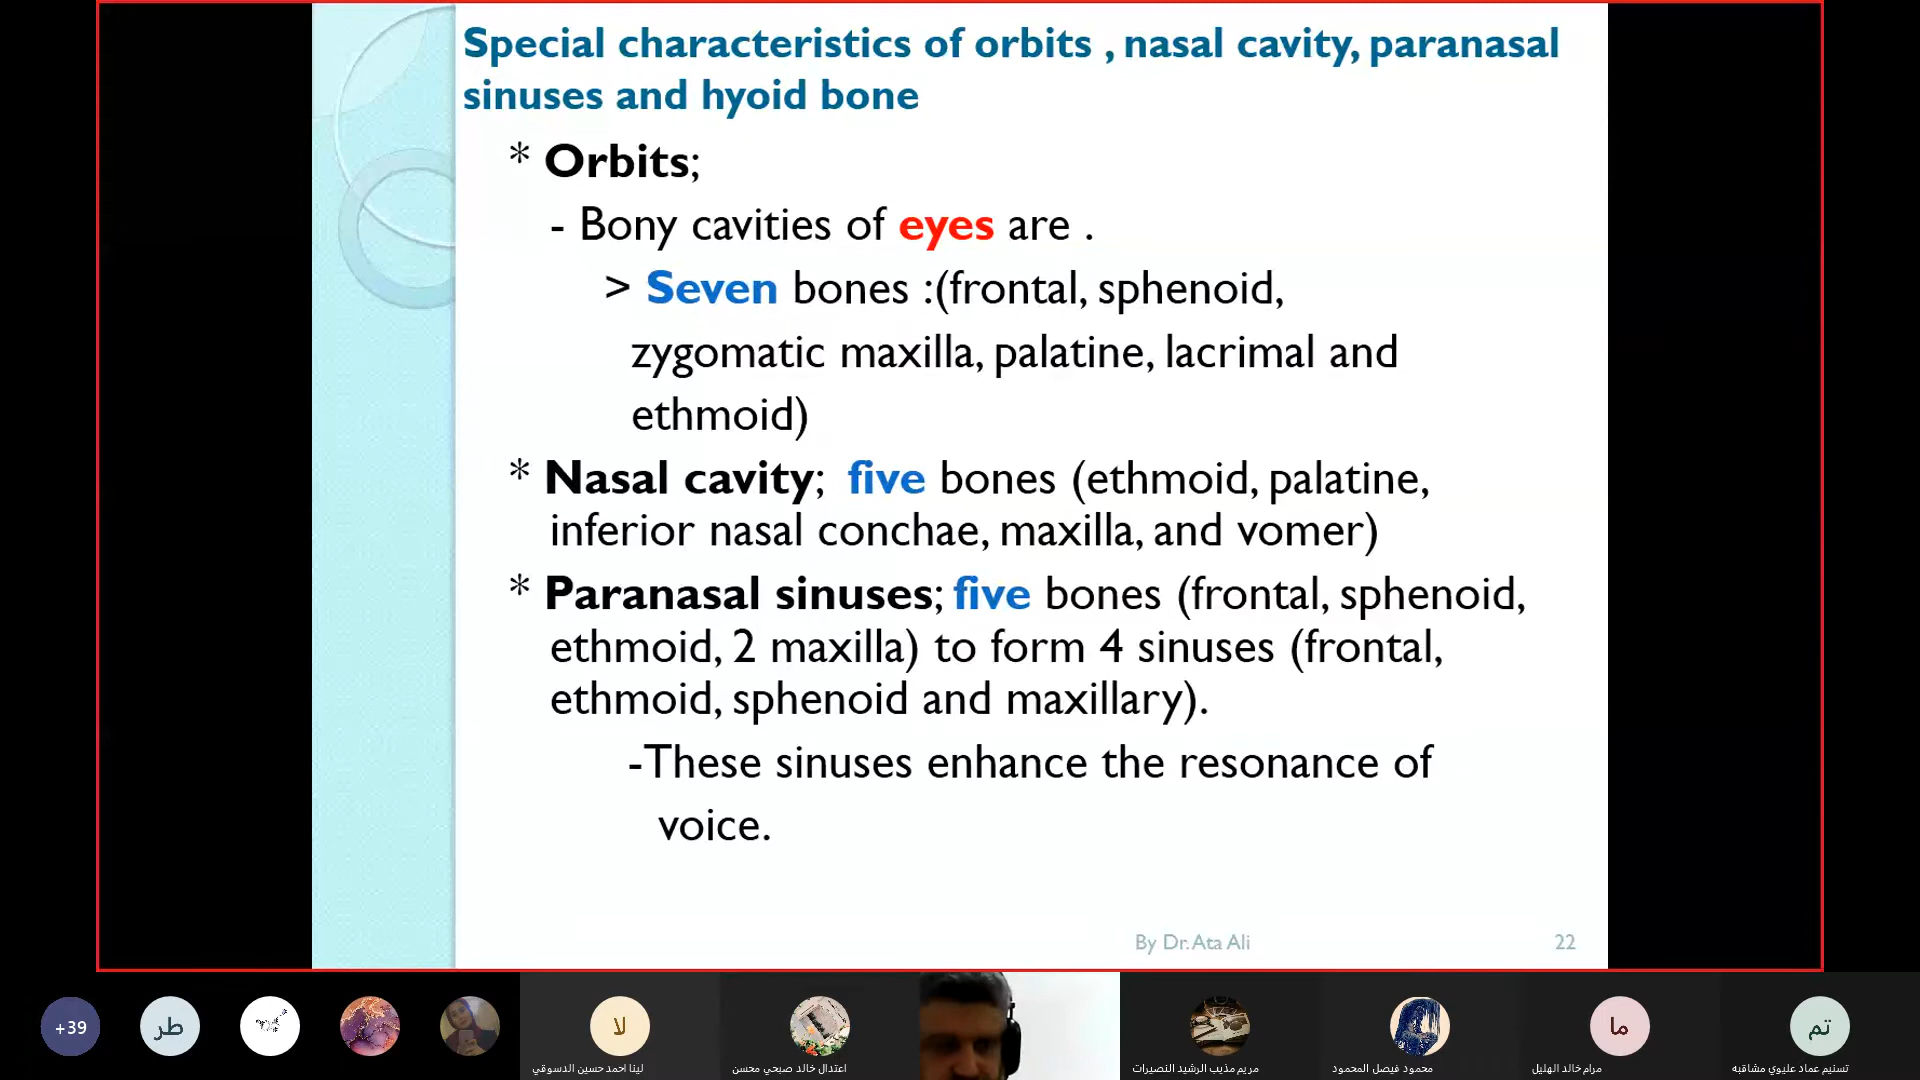 Special characteristics of orbits , nasal cavity, paranasal
sinuses and hyoid bone
* Orbits;
- Bony cavities of eyes are .
> Seven bones :(frontal, sphenoid,
zygomatic maxilla, palatine, lacrimal and
ethmoid)
* Nasal cavity; five bones (ethmoid, palatine,
inferior nasal conchae, maxilla, and vomer)
* Paranasal sinuses; five bones (frontal, sphenoid,
ethmoid, 2 maxilla) to form 4 sinuses (frontal,
ethmoid, sphenoid and maxillary).
-These sinuses enhance the resonance of
voice.
By Dr. Ata Ali
22
+39
طر
لا
ما
تم
لينا احمد حسين الدسوقي
اعتدال خالد صبحي محسن
مريم مذيب الرشيد النصيرات
محمود فيصل المحمود
مرام خالد الهليل
تسنيم عماد عليوي مشاقبه